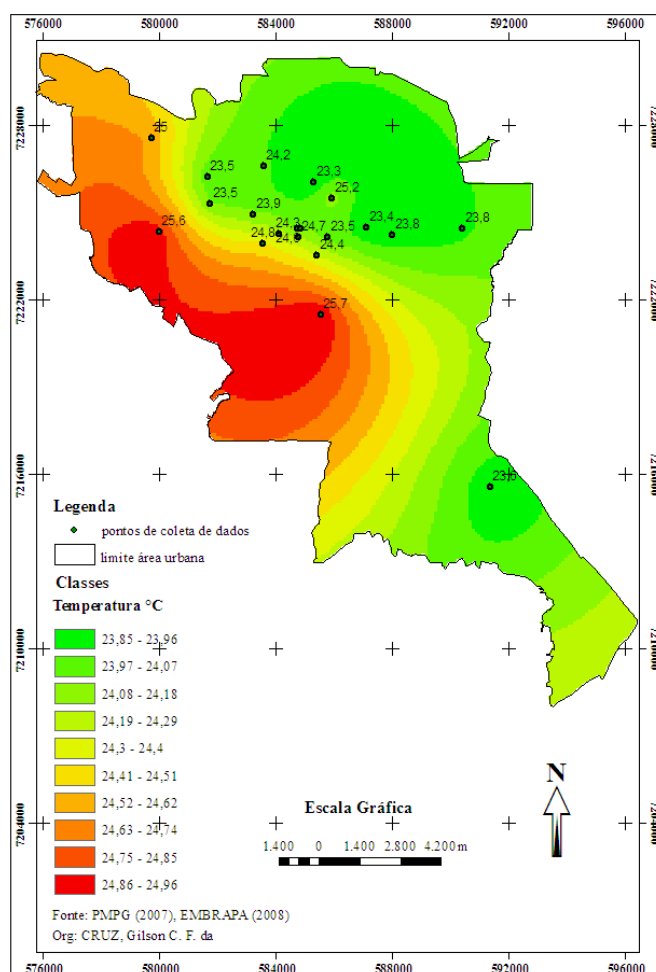 576000 580000 584000 588000 592000 596000
7228000 7228000
25
24,2
23,5
23,3
25,2
23,5
23,9
25,6
24,3
24,7
23,5
23,4
23,8
23,8
24,8
24,4
7222000 7222000
25,7
7216000 7216000
Legenda
pontos de coleta de dados
limite área urbana
Classes
Temperatura °C
23,85 - 23,96
23,97 - 24,07
7210000 7210000
24,08 - 24,18
24,19 - 24,29
24,3 - 24,4
24,41 - 24,51
24,52 - 24,62
24,63 - 24,74
24,75 - 24,85
24,86 - 24,96
N
Escala Gráfica
7204000 7204000
1.400 0 1.400 2.800 4.200 m
Fonte: PMPG (2007), EMBRAPA (2008)
Org: CRUZ, Gilson C. F. da
576000 580000 584000 588000 592000 596000